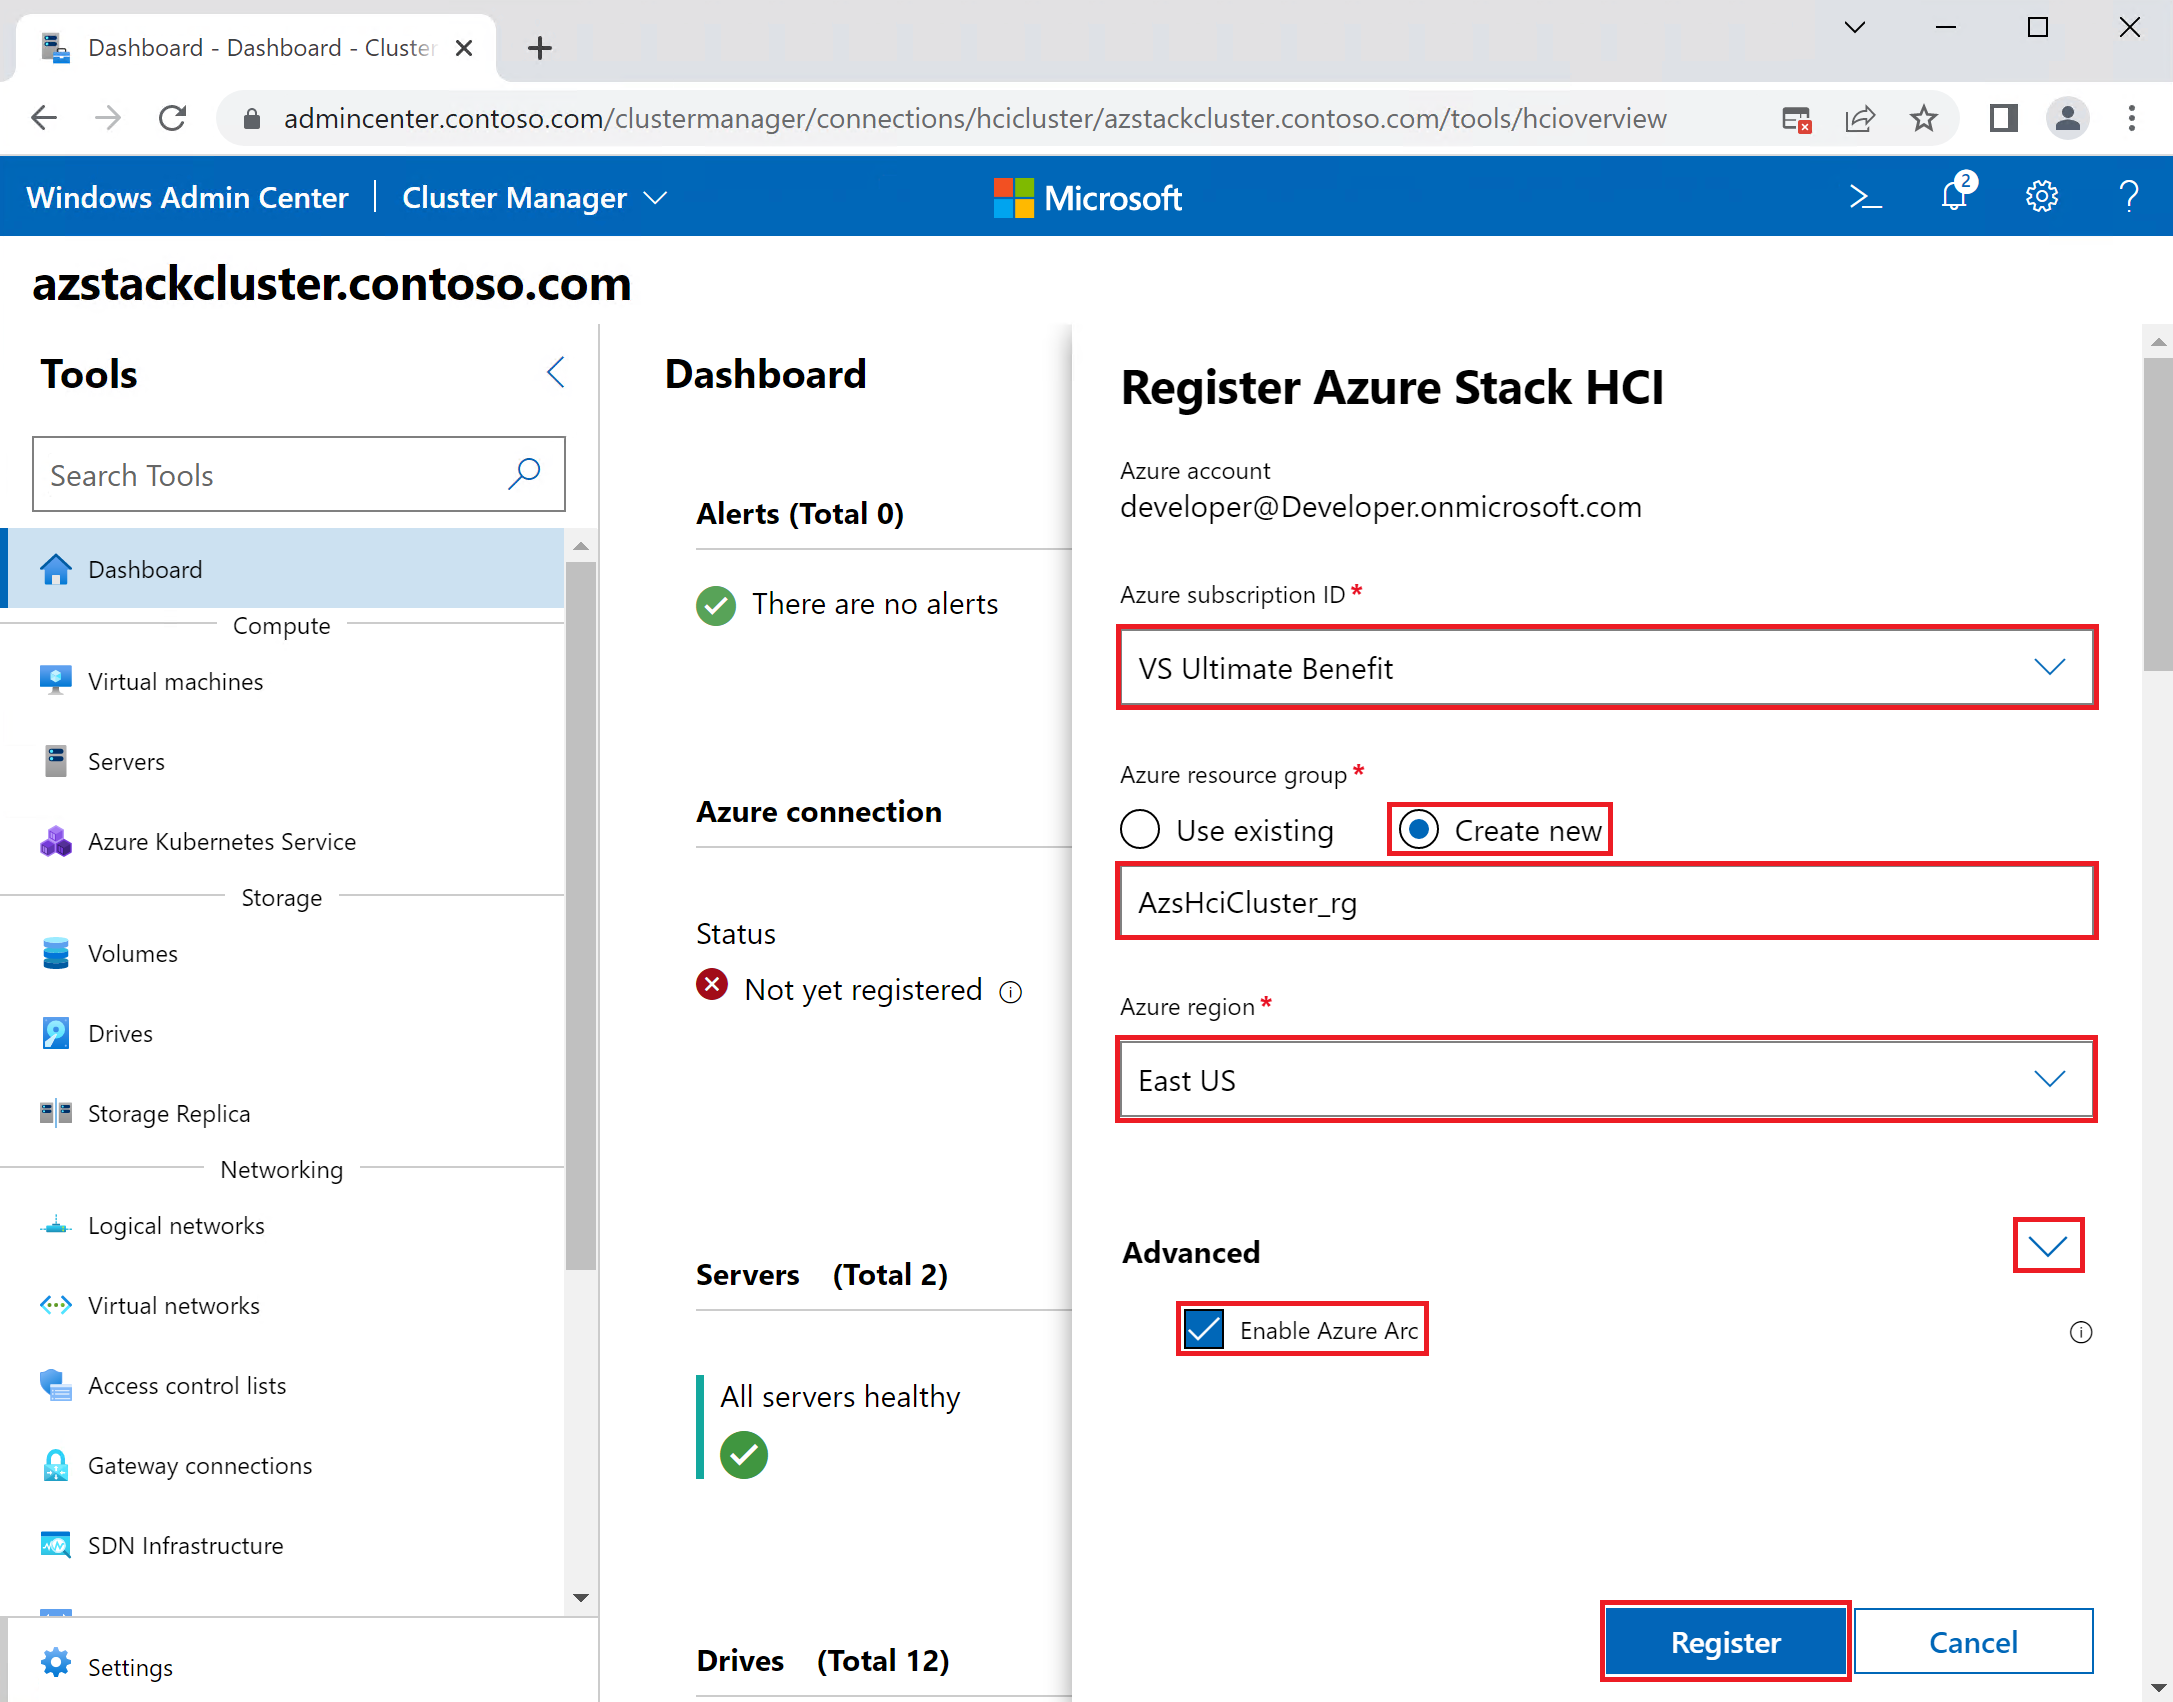 Dashboard - Dashboard - Cluster
admincenter.contoso.com/clustermanager/connections/hcicluster/azstackcluster.contoso.com/tools/hcioverview
Windows Admin Center | Cluster Manager
Microsoft
2
azstackcluster.contoso.com
Tools
Search Tools
Dashboard
Compute
Virtual machines
Servers
Azure Kubernetes Service
Storage
Volumes
Drives
Storage Replica
Networking
Logical networks
Virtual networks
Access control lists
Gateway connections
SDN Infrastructure
Settings
Dashboard
Alerts (Total 0)
There are no alerts
Azure connection
Status
Not yet registered
Servers (Total 2)
All servers healthy
Drives (Total 12)
Register Azure Stack HCI
Azure account
developer@Developer.onmicrosoft.com
Azure subscription ID *
VS Ultimate Benefit
Azure resource group *
Use existing Create new
AzsHciCluster_rg
Azure region *
East US
Advanced
Enable Azure Arc
Register Cancel